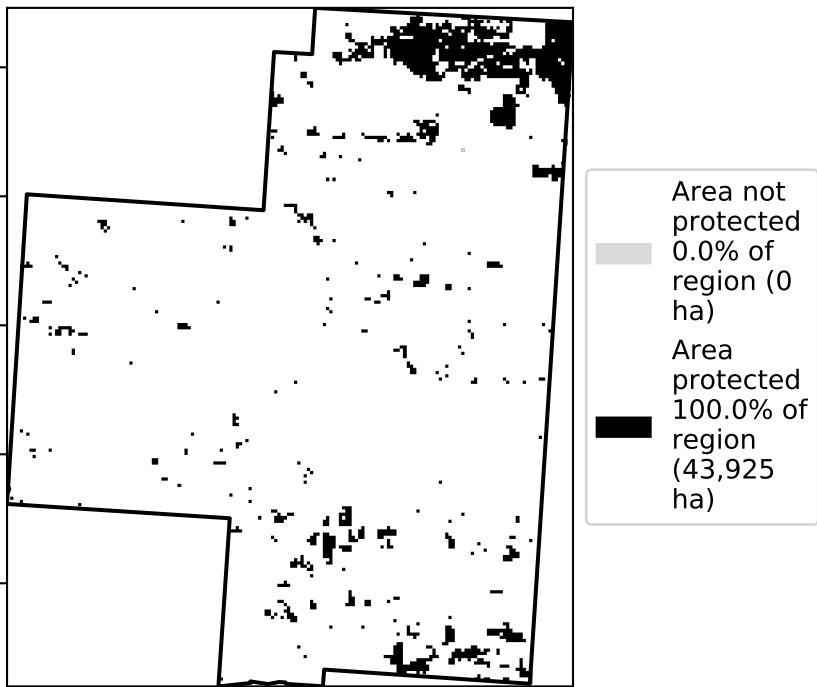 Area not
protected
0.0% of
region (0
ha)
Area
protected
100.0% of
region
(43,925
ha)